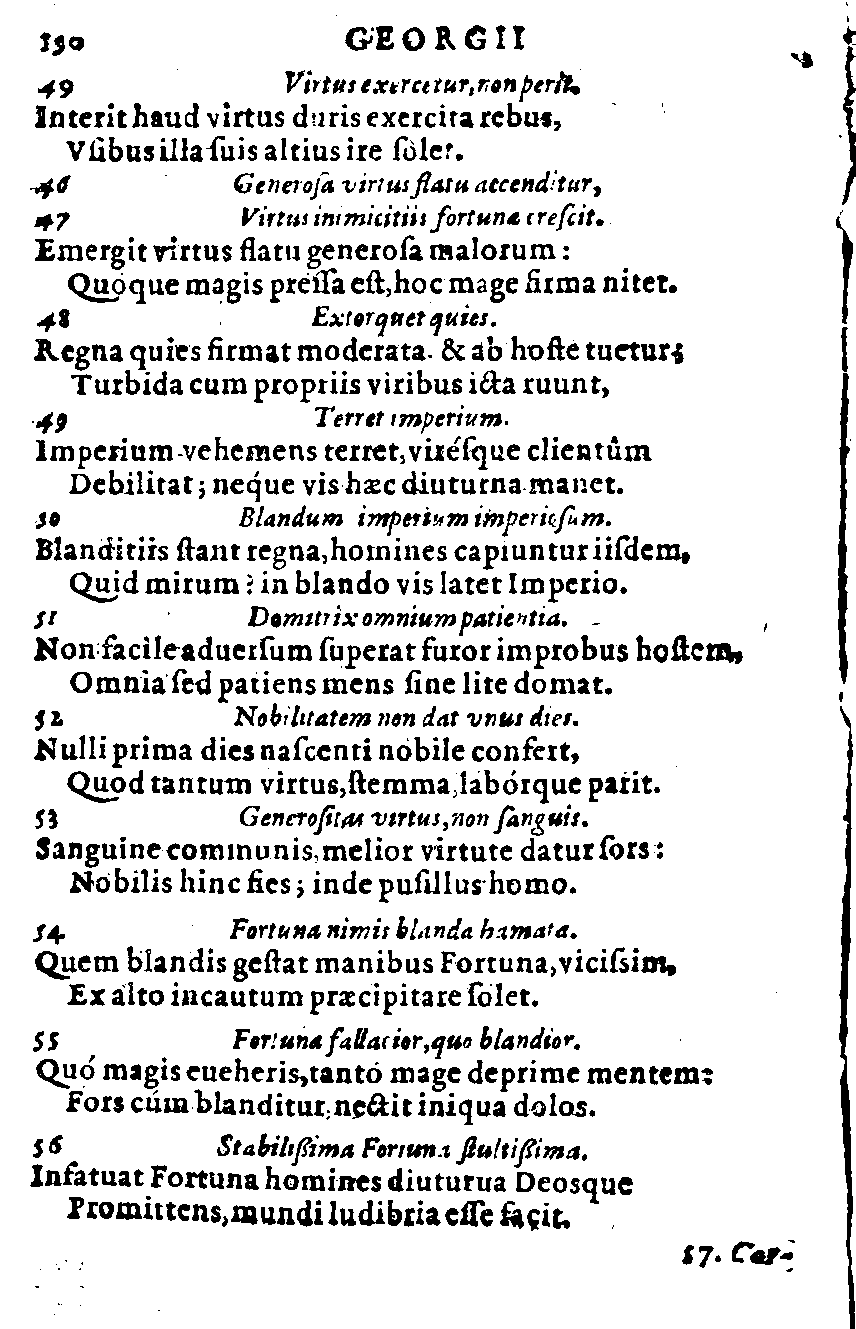 150 GEORGII
49 Virtus exercetur, non perit.
Interit haud virtus duris exercita rebus,
Vſibus illa ſuis altius ire ſolet.
46 Generoſa virtus flatu accenditur,
47 Virtus inimicitiis fortunæ creſcit.
Emergit virtus flatu generoſa malorum:
Quóque magis preſſa eſt, hoc mage firma nitet.
48 Extorquet quies.
Regna quies firmat moderata. & ab hoſte tuetur;
Turbida cum propriis viribus icta ruunt,
49 Terret imperium.
Imperium vehemens terret, viréſque clientûm
Debilitat; neque vis hæc diuturna manet.
50 Blandum imperium imperioſum.
Blanditiis ſtant regna, homines capiuntur iiſdem,
Quid mirum? in blando vis latet Imperio.
51 Domitrix omnium patientia.
Non facile aduerſum ſuperat furor improbus hoſtem,
Omnia ſed patiens mens ſine lite domat.
52 Nobilitatem non dat vnus dies.
Nulli prima dies naſcenti nobile confert,
Quod tantum virtus, ſtemma, labórque parit.
53 Generoſitas virtus, non ſanguis.
Sanguine communis, melior virtute datur ſors:
Nobilis hinc fies; inde puſillus homo.
54 Fortuna nimis blanda hamata.
Quem blandis geſtat manibus Fortuna, viciſsim,
Ex alto incautum præcipitare ſolet.
55 Fortuna fallacior, quo blandior.
Quó magis eueheris, tantó mage deprime mentem:
Fors cúm blanditur, nectit iniqua dolos.
56 Stabiliſſima Fortuna ſtultiſſima.
Infatuat Fortuna homines diuturua Deosque
Promittens, mundi ludibria eſſe facit.
57. Cas-